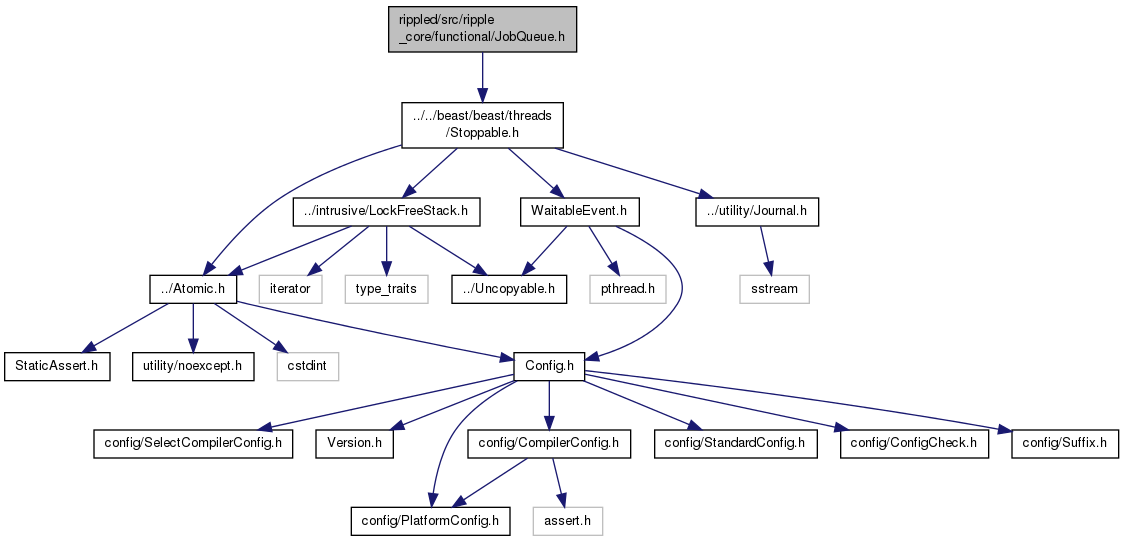 rippled/src/ripple
_core/functional/JobQueue.h
../../beast/beast/threads
/Stoppable.h
../intrusive/LockFreeStack.h
WaitableEvent.h
../utility/Journal.h
../Atomic.h
iterator
type_traits
../Uncopyable.h
pthread.h
sstream
StaticAssert.h
utility/noexcept.h
cstdint
Config.h
config/SelectCompilerConfig.h
Version.h
config/CompilerConfig.h
config/StandardConfig.h
config/ConfigCheck.h
config/Suffix.h
config/PlatformConfig.h
assert.h